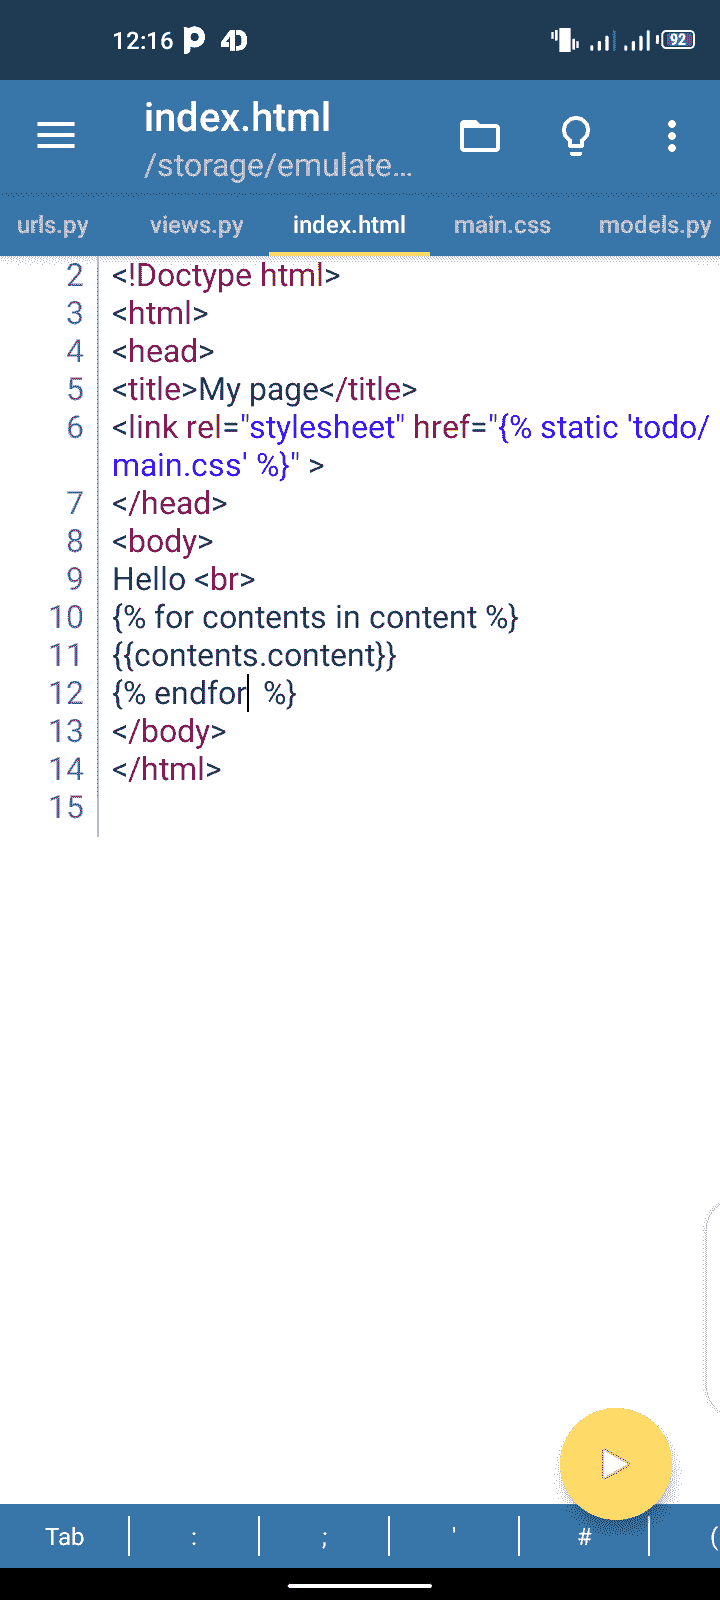 12:16
92
index.html
/storage/emulate...
urls.py views.py index.html main.css models.py
2 <!Doctype html>
3 <html>
4 <head>
5 <title>My page</title>
6 <link rel="stylesheet" href="{% static 'todo/
main.css' %}" >
7 </head>
8 <body>
9 Hello <br>
10 {% for contents in content %}
11 {{contents.content}}
12 {% endfor %}
13 </body>
14 </html>
15
Tab : ; ' # (